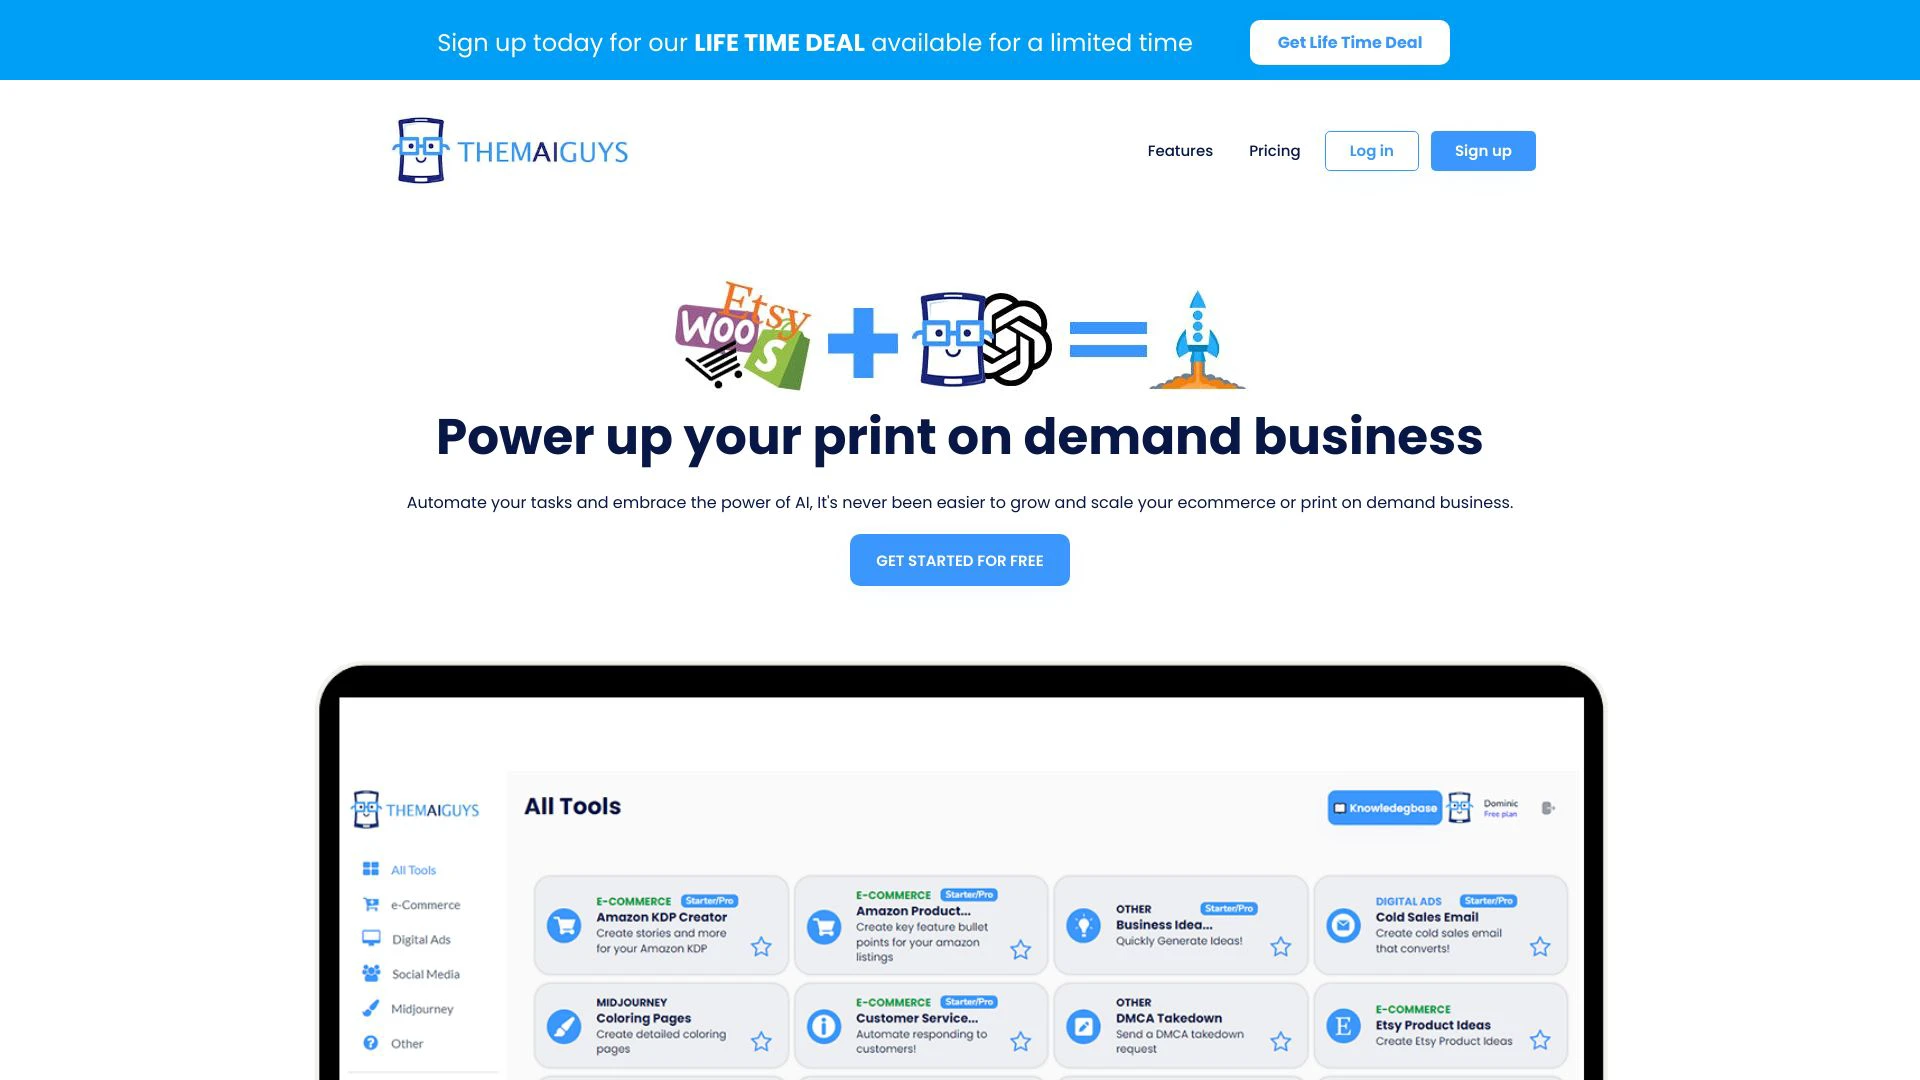 Sign up today for our LIFE TIME DEAL available for a limited time
Get Life Time Deal
THEMAIGUYS
Features
Pricing
Log in
Sign up
Etsy
WOO
S
Power up your print on demand business
Automate your tasks and embrace the power of AI, It's never been easier to grow and scale your ecommerce or print on demand business.
GET STARTED FOR FREE
THEMAIGUYS
All Tools
Knowledegbase
Dominic
Free plan
All Tools
e-Commerce
Digital Ads
Social Media
Midjourney
Other
E-COMMERCE Starter/Pro
Amazon KDP Creator
Create stories and more
for your Amazon KDP
E-COMMERCE Starter/Pro
Amazon Product...
Create key feature bullet
points for your amazon
listings
OTHER Starter/Pro
Business Idea...
Quickly Generate Ideas!
DIGITAL ADS Starter/Pro
Cold Sales Email
Create cold sales email
that converts!
MIDJOURNEY
Coloring Pages
Create detailed coloring
pages
E-COMMERCE Starter/Pro
Customer Service...
Automate responding to
customers!
OTHER
DMCA Takedown
Send a DMCA takedown
request
E
E-COMMERCE
Etsy Product Ideas
Create Etsy Product Ideas